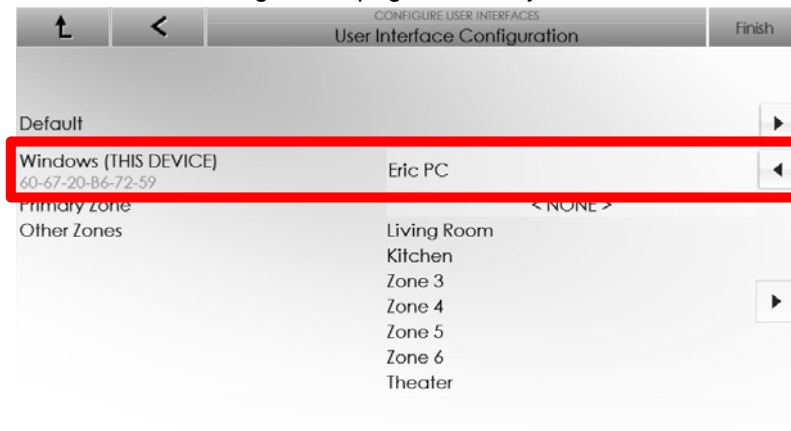 CONFIGURE USER INTERFACES
User Interface Configuration
Finish
Default
Windows (THIS DEVICE)
60-67-20-B6-72-59
Eric PC
Primary Zone
< NONE >
Other Zones
Living Room
Kitchen
Zone 3
Zone 4
Zone 5
Zone 6
Theater